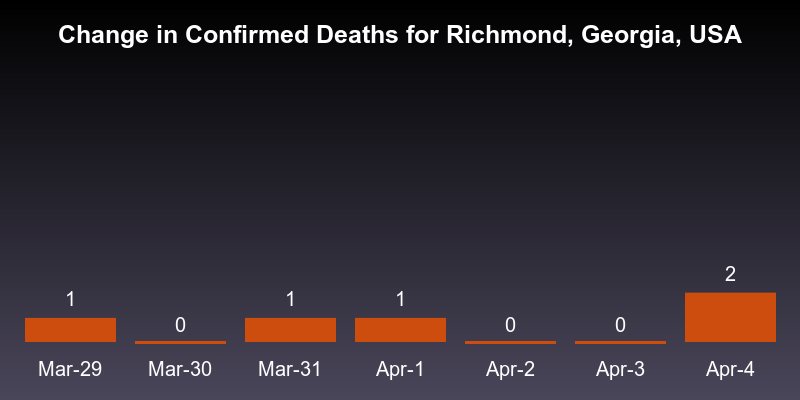 Change in Confirmed Deaths for Richmond, Georgia, USA
2
1 1 1
0 0 0
Mar-29 Mar-30 Mar-31 Apr-1 Apr-2 Apr-3 Apr-4